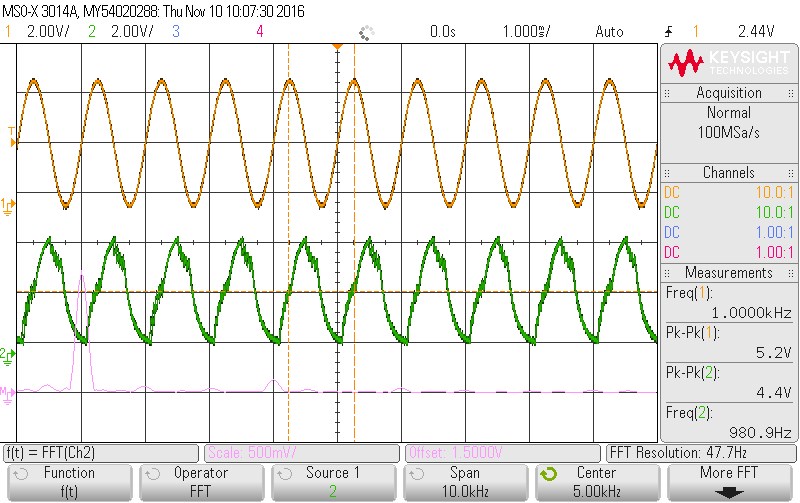 MSO-X 3014A, MY54020288: Thu Nov 10 10:07:30 2016
1 2.00V/ 2 2.00V/ 3 4 0.0s 1.000ms/ Auto 1 2.44V
KEYSIGHT
TECHNOLOGIES
Acquisition
Normal
100MSa/s
Channels
DC 10.0:1
DC 10.0:1
DC 1.00:1
DC 1.00:1
Measurements
Freq(1):
1.0000kHz
Pk-Pk(1):
5.2V
Pk-Pk(2):
4.4V
Freq(2):
980.9Hz
T
1
2
M
f(t) = FFT(Ch2) Scale: 500mV/ Offset: 1.5000V FFT Resolution: 47.7Hz
Function Operator Source 1 Span Center More FFT
f(t) FFT 2 10.0kHz 5.00kHz